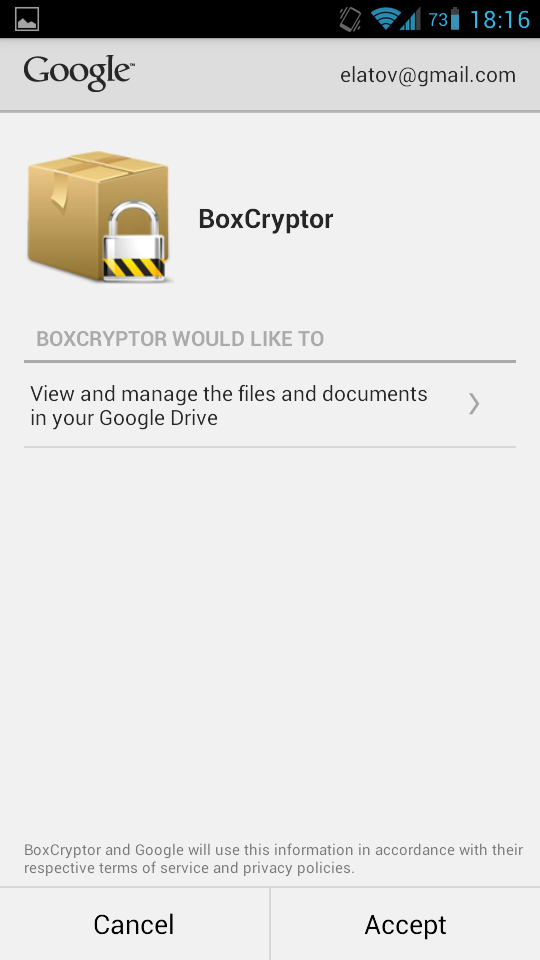 73 18:16
Google™ elatov@gmail.com
BoxCryptor
BOXCRYPTOR WOULD LIKE TO
View and manage the files and documents
in your Google Drive
BoxCryptor and Google will use this information in accordance with their
respective terms of service and privacy policies.
Cancel Accept